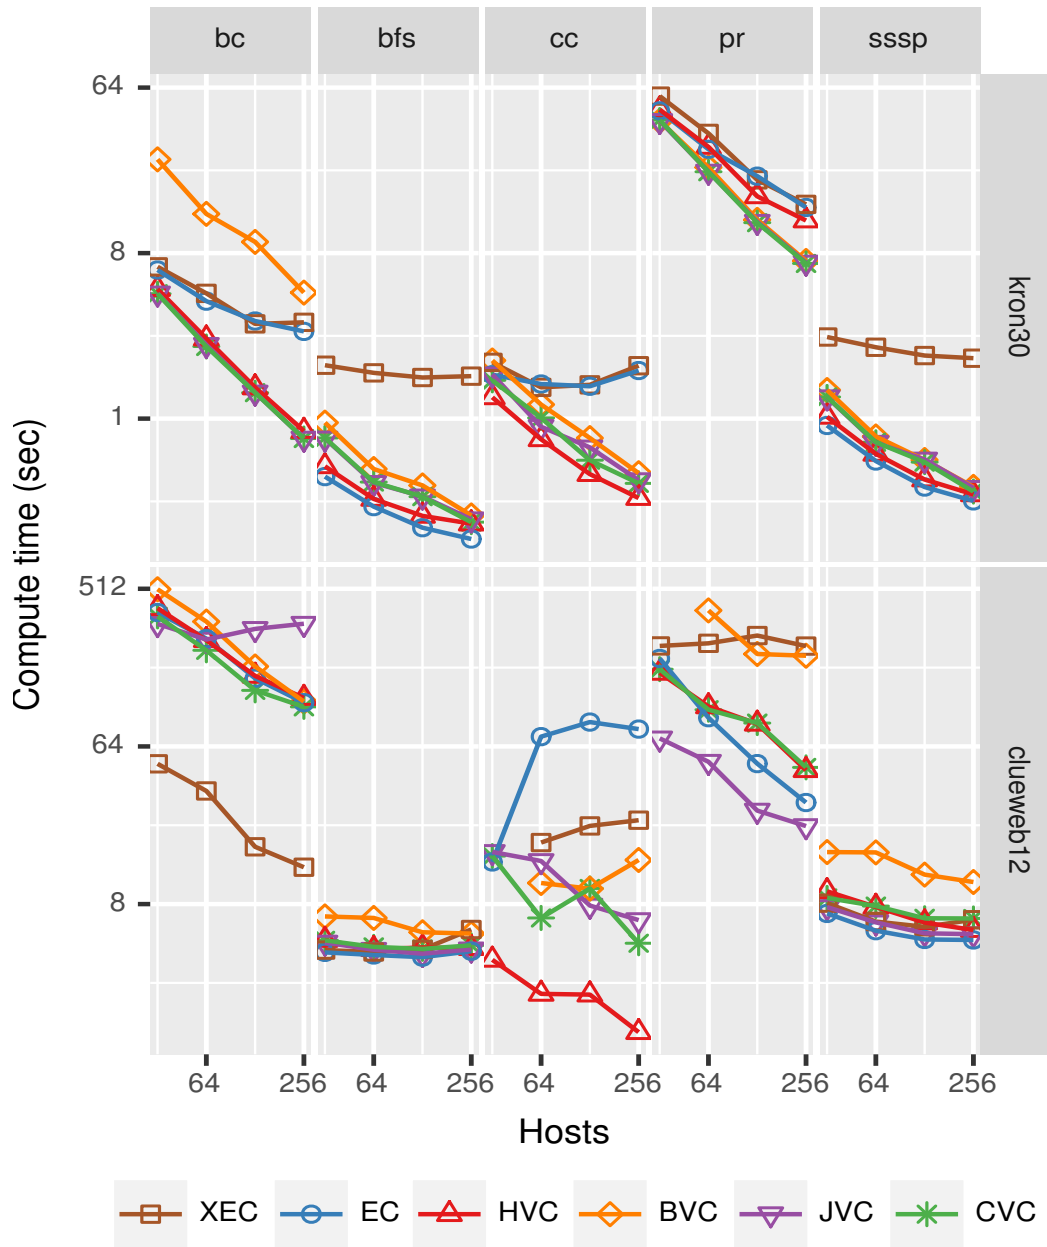 bc bfs cc pr sssp
64
8
1
kron30
512
64
8
clueweb12
Compute time (sec)
64 256 64 256 64 256 64 256 64 256
Hosts
XEC EC HVC BVC JVC CVC